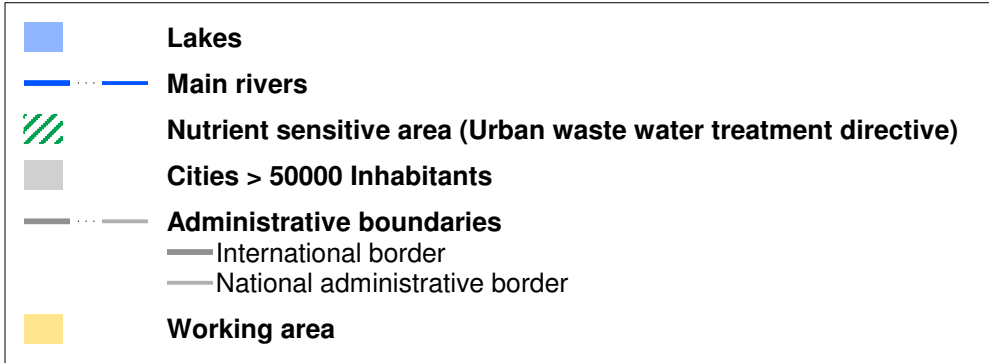 Lakes
Main rivers
Nutrient sensitive area (Urban waste water treatment directive)
Cities > 50000 Inhabitants
Administrative boundaries
International border
National administrative border
Working area